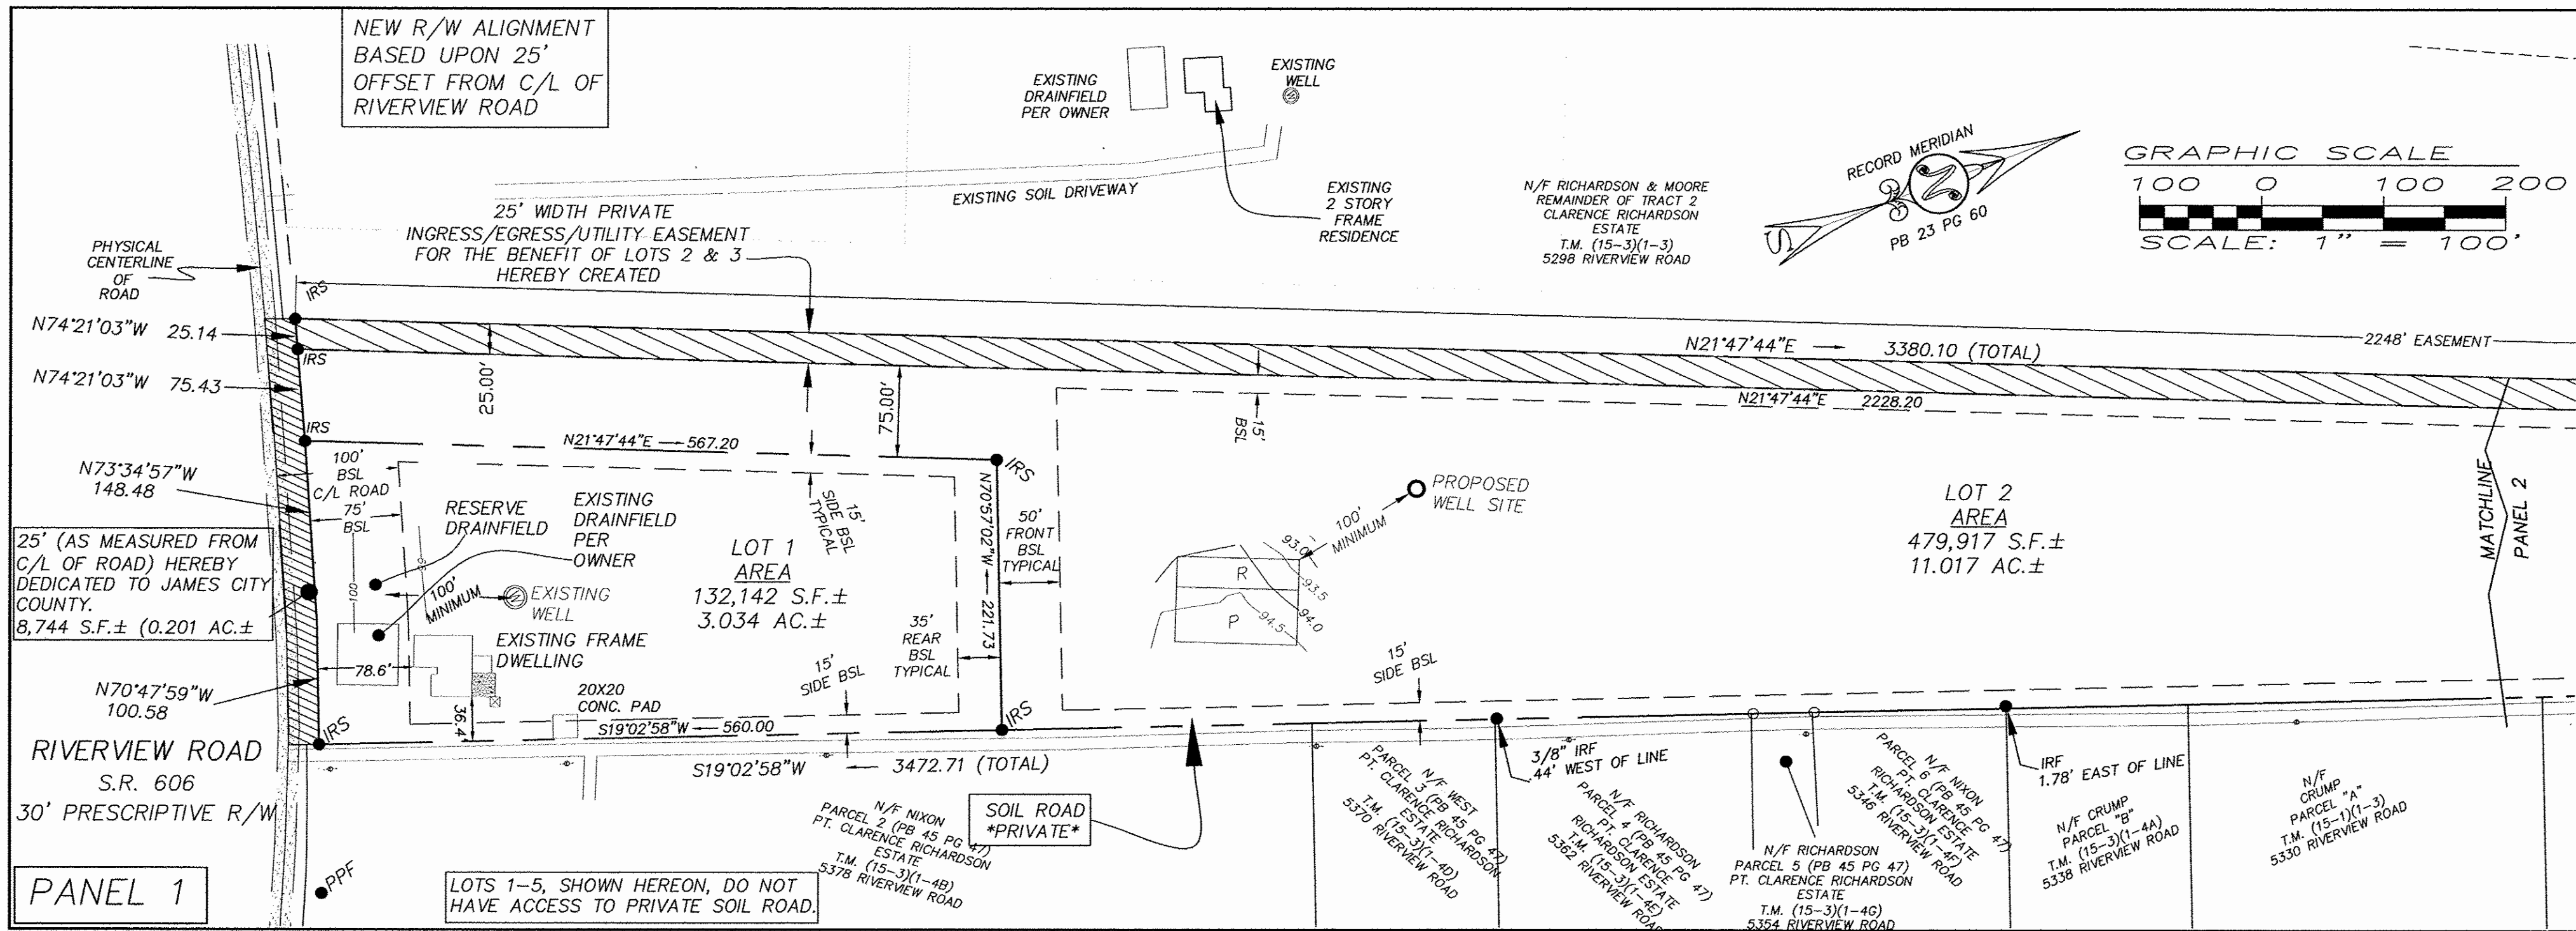 NEW R/W ALIGNMENT
BASED UPON 25'
OFFSET FROM C/L OF
RIVERVIEW ROAD
EXISTING
DRAINFIELD
PER OWNER
EXISTING
WELL
EXISTING SOIL DRIVEWAY
EXISTING
2 STORY
FRAME
RESIDENCE
N/F RICHARDSON & MOORE
REMAINDER OF TRACT 2
CLARENCE RICHARDSON
ESTATE
T.M. (15-3)(1-3)
5298 RIVERVIEW ROAD
RECORD MERIDIAN
S
PB 23 PG 60
GRAPHIC SCALE
100 0 100 200
SCALE: 1" = 100'
25' WIDTH PRIVATE
INGRESS/EGRESS/UTILITY EASEMENT
FOR THE BENEFIT OF LOTS 2 & 3
HEREBY CREATED
PHYSICAL
CENTERLINE
OF
ROAD
IRS
N74°21'03"W 25.14
IRS
N74°21'03"W 75.43
IRS
25.00'
75.00'
N21°47'44"E 3380.10 (TOTAL)
2248' EASEMENT
N21°47'44"E 2228.20
15'
BSL
N21°47'44"E 567.20
IRS
N73°34'57"W
148.48
100'
BSL
C/L ROAD
75'
BSL
RESERVE
DRAINFIELD
EXISTING
DRAINFIELD
PER
OWNER
15'
SIDE BSL
TYPICAL
LOT 1
AREA
132,142 S.F.±
3.034 AC.±
N70°57'02"W 221.73
50'
FRONT
BSL
TYPICAL
35'
REAR
BSL
TYPICAL
PROPOSED
WELL SITE
100'
MINIMUM
93.0
93.5
94.0
94.5
R
P
LOT 2
AREA
479,917 S.F.±
11.017 AC.±
MATCHLINE
PANEL 2
25' (AS MEASURED FROM
C/L OF ROAD) HEREBY
DEDICATED TO JAMES CITY
COUNTY.
8,744 S.F.± (0.201 AC.±
100
99
100'
MINIMUM
EXISTING
WELL
EXISTING FRAME
DWELLING
78.6'
36.4'
20X20
CONC. PAD
15'
SIDE BSL
15'
SIDE BSL
N70°47'59"W
100.58
IRS
S19°02'58"W 560.00
IRS
S19°02'58"W 3472.71 (TOTAL)
RIVERVIEW ROAD
S.R. 606
30' PRESCRIPTIVE R/W
PANEL 1
PPF
LOTS 1-5, SHOWN HEREON, DO NOT
HAVE ACCESS TO PRIVATE SOIL ROAD.
N/F NIXON
PARCEL 2 (PB 45 PG 47)
PT. CLARENCE RICHARDSON
ESTATE
T.M. (15-3)(1-4B)
5378 RIVERVIEW ROAD
SOIL ROAD
*PRIVATE*
N/F WEST
PARCEL 3 (PB 45 PG 47)
PT. CLARENCE RICHARDSON
ESTATE
T.M. (15-3)(1-4D)
5370 RIVERVIEW ROAD
3/8" IRF
.44' WEST OF LINE
N/F RICHARDSON
PARCEL 4 (PB 45 PG 47)
PT. CLARENCE
RICHARDSON ESTATE
T.M. (15-3)(1-4E)
5362 RIVERVIEW ROAD
N/F RICHARDSON
PARCEL 5 (PB 45 PG 47)
PT. CLARENCE RICHARDSON
ESTATE
T.M. (15-3)(1-4G)
5354 RIVERVIEW ROAD
N/F NIXON
PARCEL 6 (PB 45 PG 47)
PT. CLARENCE
RICHARDSON ESTATE
T.M. (15-3)(1-4F)
5346 RIVERVIEW ROAD
IRF
1.78' EAST OF LINE
N/F CRUMP
PARCEL "B"
T.M. (15-3)(1-4A)
5338 RIVERVIEW ROAD
N/F
CRUMP
PARCEL "A"
T.M. (15-1)(1-3)
5330 RIVERVIEW ROAD